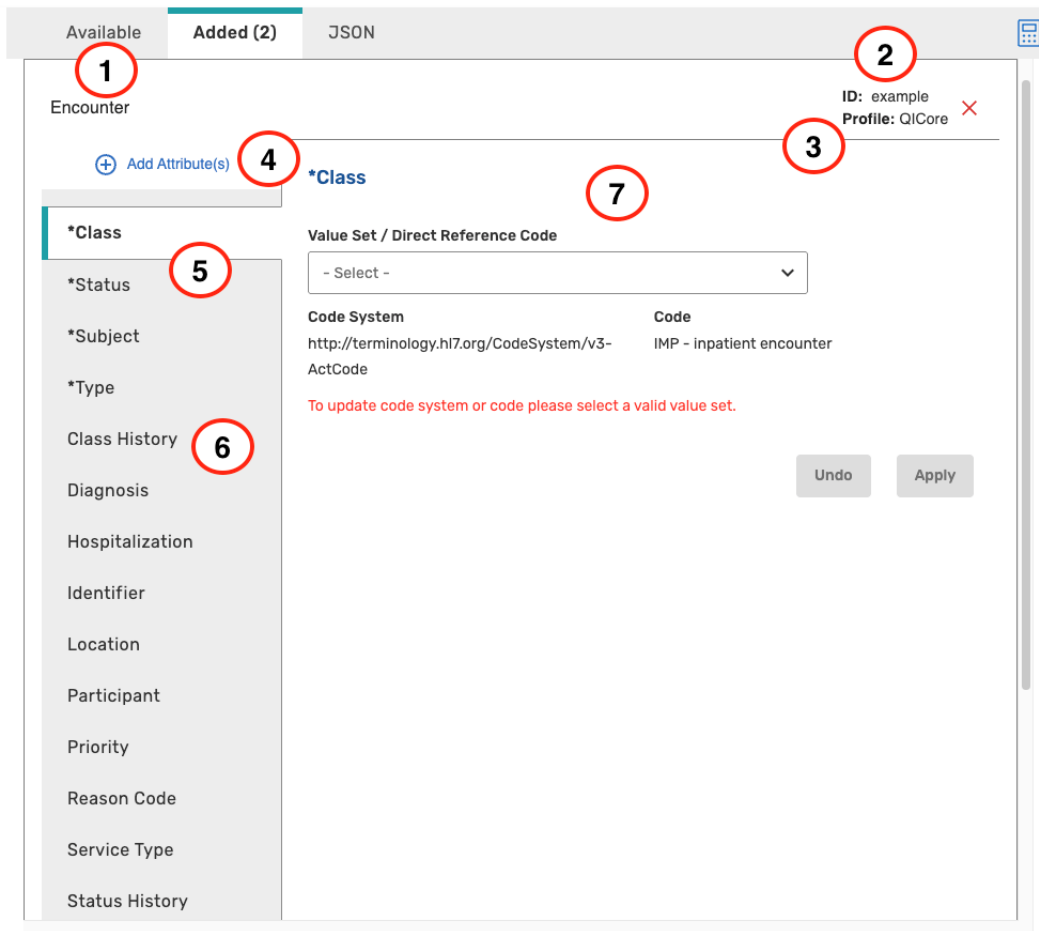 Available Added (2) JSON
1
2
Encounter
ID: example
Profile: QICore
3
Add Attribute(s)
4
*Class
7
*Class
Value Set / Direct Reference Code
5
- Select -
*Status
Code System Code
*Subject
http://terminology.hl7.org/CodeSystem/v3-
ActCode
IMP - inpatient encounter
*Type
To update code system or code please select a valid value set.
Class History
6
Undo Apply
Diagnosis
Hospitalization
Identifier
Location
Participant
Priority
Reason Code
Service Type
Status History